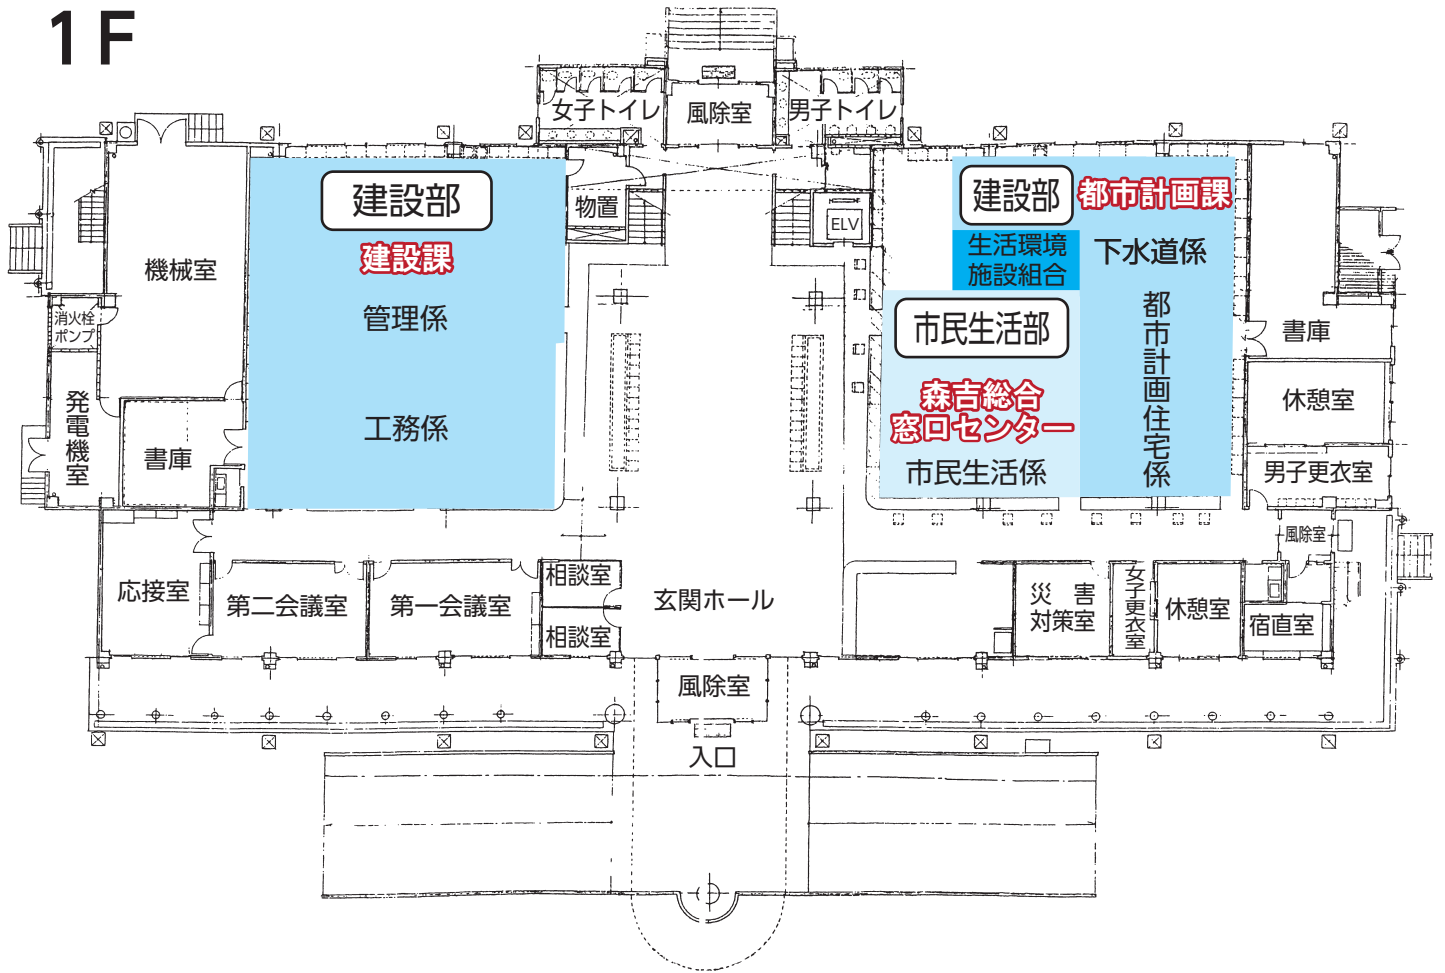 1F
女子トイレ
風除室
男子トイレ
建設部
建設課
管理係
工務係
機械室
消火栓
ポンプ
発電機室
書庫
物置
ELV
建設部
都市計画課
生活環境
施設組合
下水道係
都市計画住宅係
市民生活部
森吉総合
窓口センター
市民生活係
書庫
休憩室
男子更衣室
風除室
応接室
第二会議室
第一会議室
相談室
相談室
玄関ホール
災害
対策室
女子更衣室
休憩室
宿直室
風除室
入口